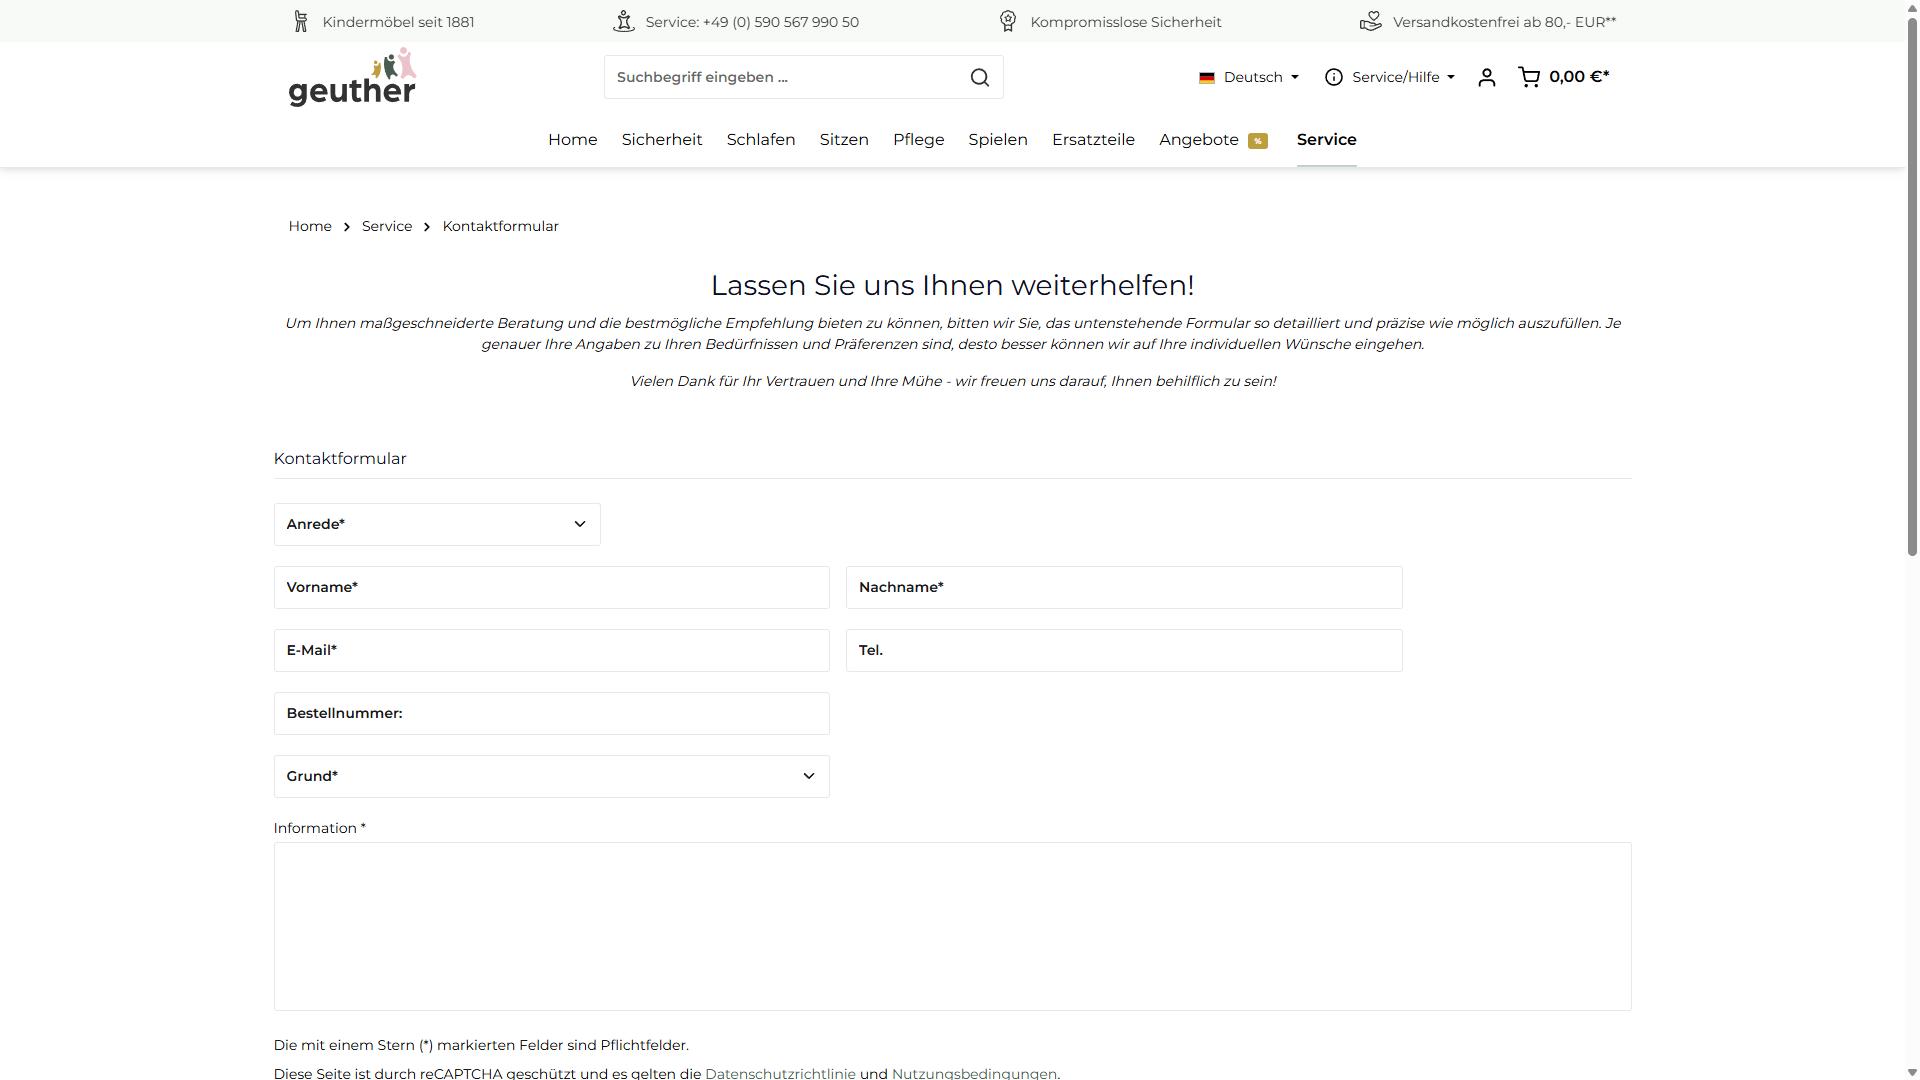 Kindermöbel seit 1881
Service: +49 (0) 590 567 990 50
Kompromisslose Sicherheit
Versandkostenfrei ab 80,- EUR**
geuther
Suchbegriff eingeben ...
Deutsch
Service/Hilfe
0,00 €*
Home
Sicherheit
Schlafen
Sitzen
Pflege
Spielen
Ersatzteile
Angebote %
Service
Home
Service
Kontaktformular
Lassen Sie uns Ihnen weiterhelfen!
Um Ihnen maßgeschneiderte Beratung und die bestmögliche Empfehlung bieten zu können, bitten wir Sie, das untenstehende Formular so detailliert und präzise wie möglich auszufüllen. Je
genauer Ihre Angaben zu Ihren Bedürfnissen und Präferenzen sind, desto besser können wir auf Ihre individuellen Wünsche eingehen.
Vielen Dank für Ihr Vertrauen und Ihre Mühe - wir freuen uns darauf, Ihnen behilflich zu sein!
Kontaktformular
Anrede*
Vorname*
Nachname*
E-Mail*
Tel.
Bestellnummer:
Grund*
Information *
Die mit einem Stern (*) markierten Felder sind Pflichtfelder.
Diese Seite ist durch reCAPTCHA geschützt und es gelten die Datenschutzrichtlinie und Nutzungsbedingungen.